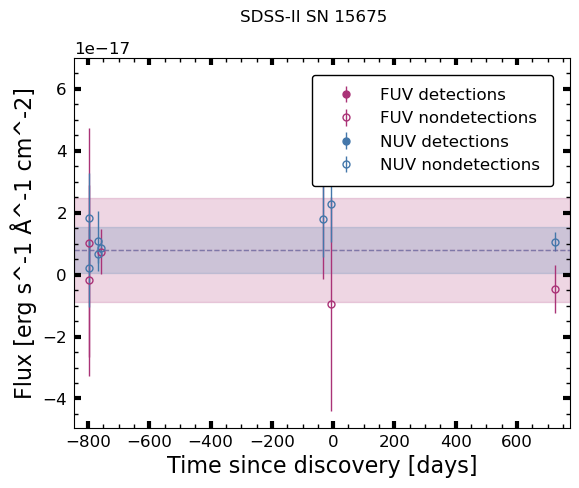 SDSS-II SN 15675
1e−17
FUV detections
FUV nondetections
NUV detections
NUV nondetections
6
4
2
0
−2
−4
Flux [erg s^-1 Å^-1 cm^-2]
−800 −600 −400 −200 0 200 400 600
Time since discovery [days]